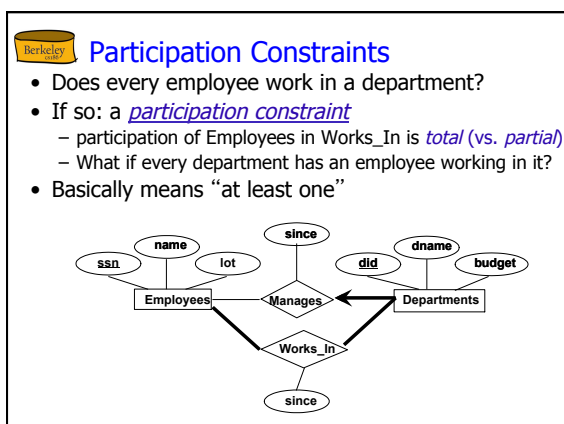 Berkeley
cs186
Participation Constraints
• Does every employee work in a department?
• If so: a participation constraint
– participation of Employees in Works_In is total (vs. partial)
– What if every department has an employee working in it?
• Basically means “at least one”
since
name
dname
ssn
lot
did
budget
Employees
Manages
Departments
Works_In
since